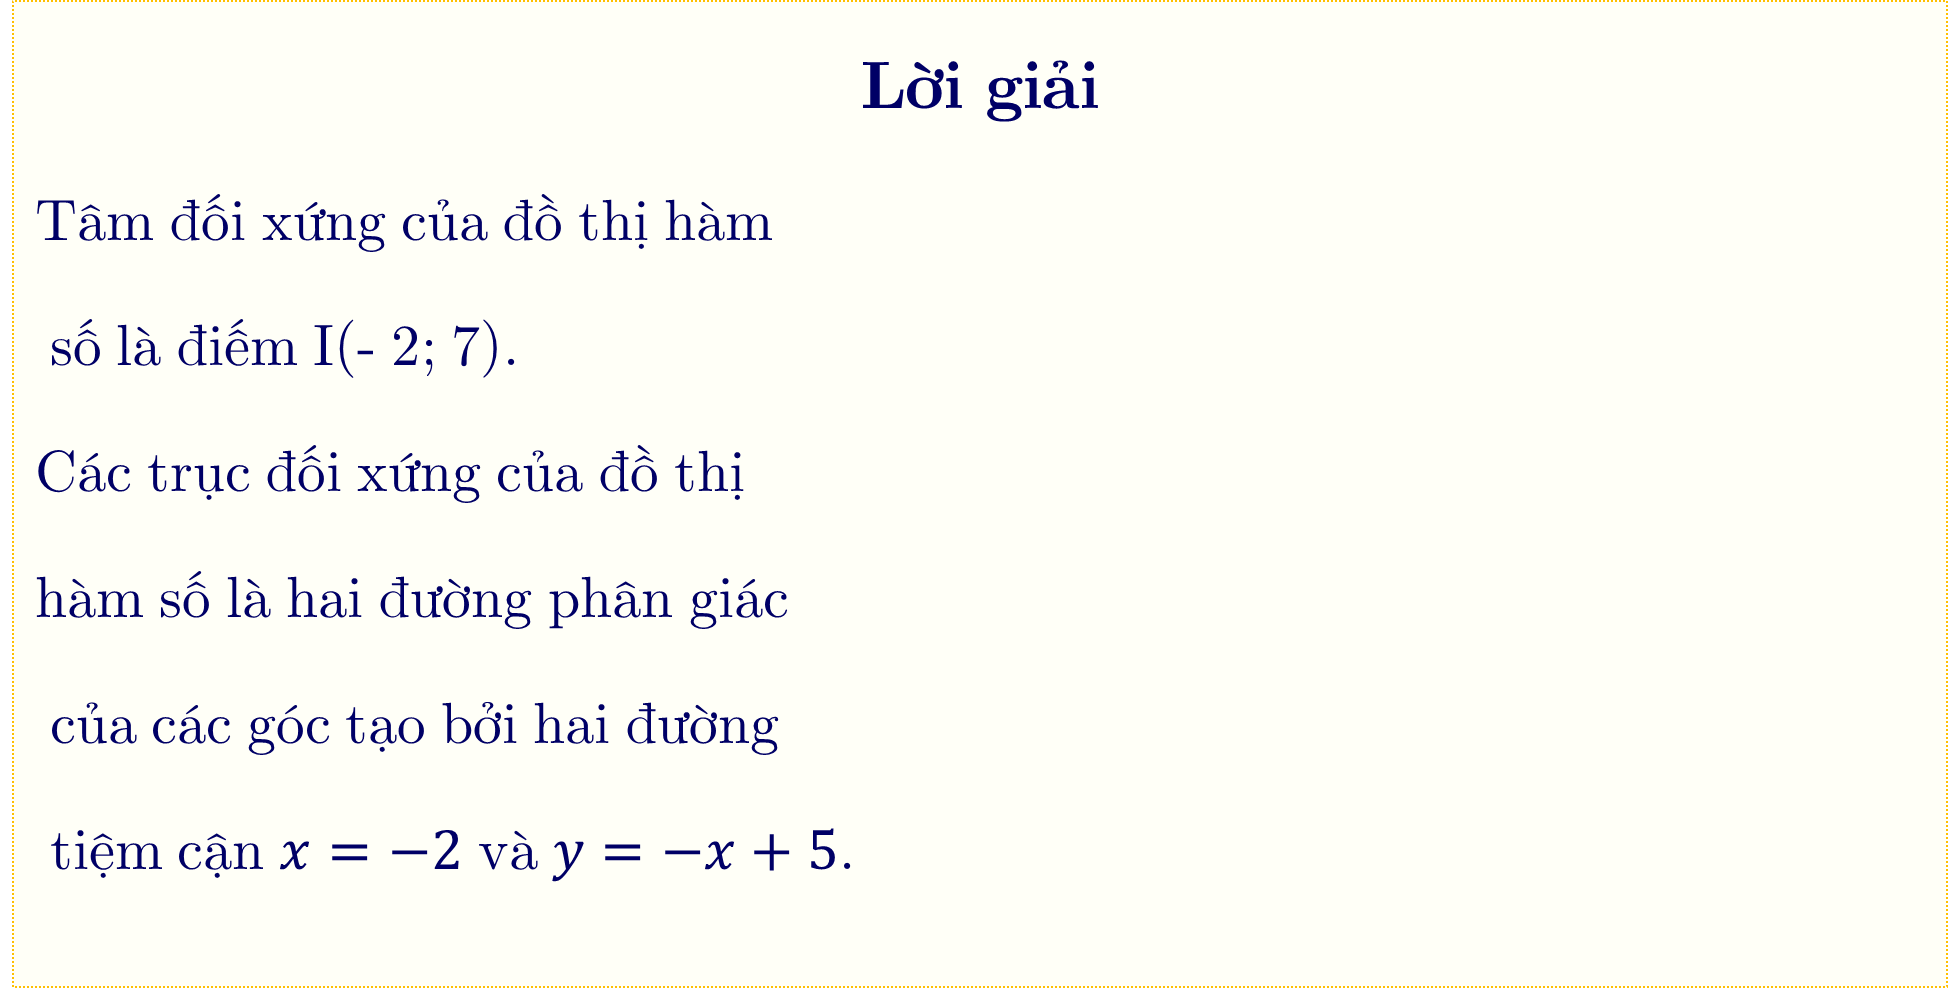 Lời giải
Tâm đối xứng của đồ thị hàm
số là điếm I(- 2; 7).
Các trục đối xứng của đồ thị
hàm số là hai đường phân giác
của các góc tạo bởi hai đường
tiệm cận x = −2 và y = −x + 5.